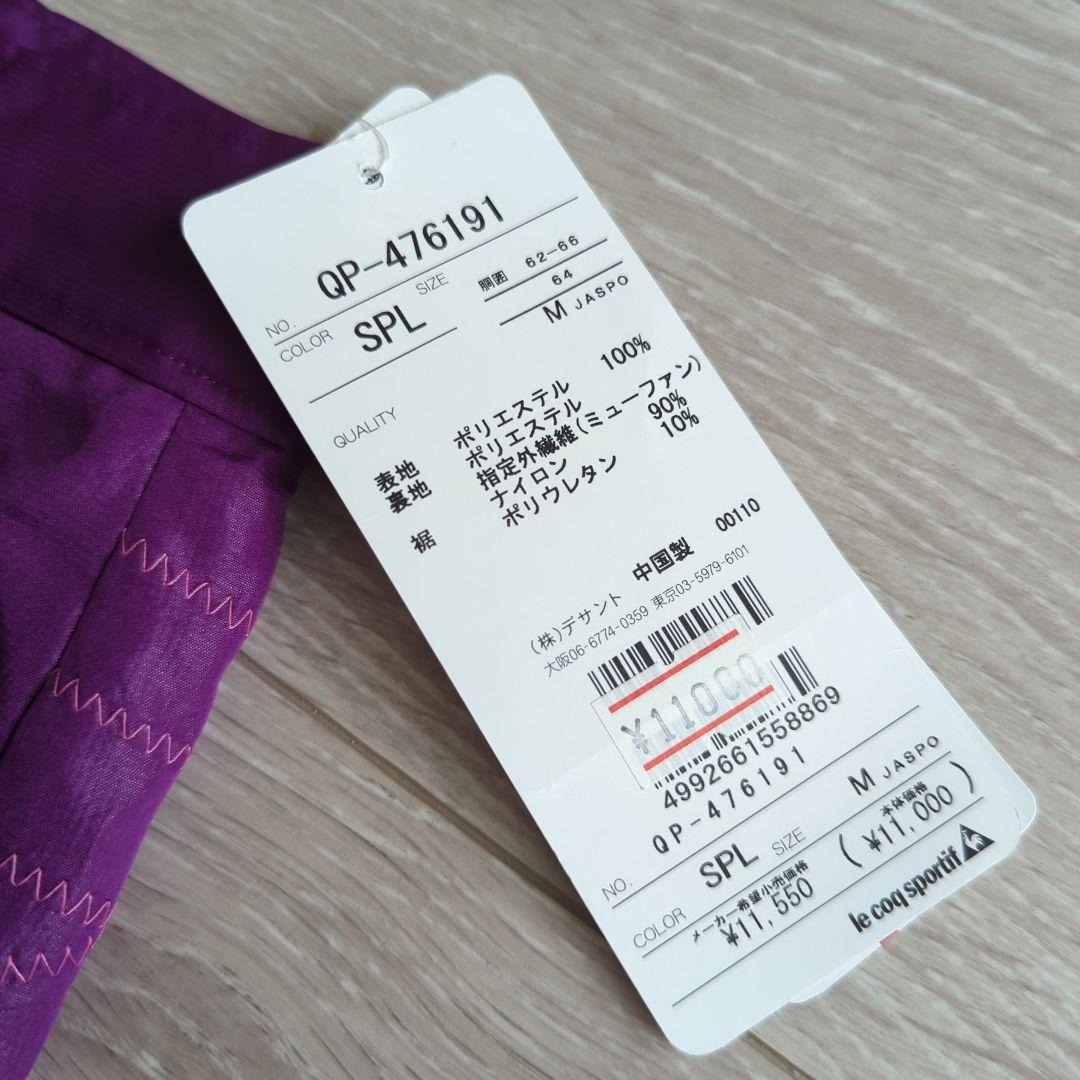 NO. QP-476191
COLOR SPL SIZE 胴囲 62-66
64
M JASPO
QUALITY
表地 ポリエステル 100%
裏地 ポリエステル
指定外繊維(ミューファン)
裾 ナイロン 90%
ポリウレタン 10%
中国製 00110
(株)デサント
大阪06-6774-0359 東京03-5979-6101
¥11000
4992661558869
NO. QP-476191
COLOR SPL SIZE M JASPO
メーカー希望小売価格 本体価格
¥11,550 (¥11,000)
le coq sportif